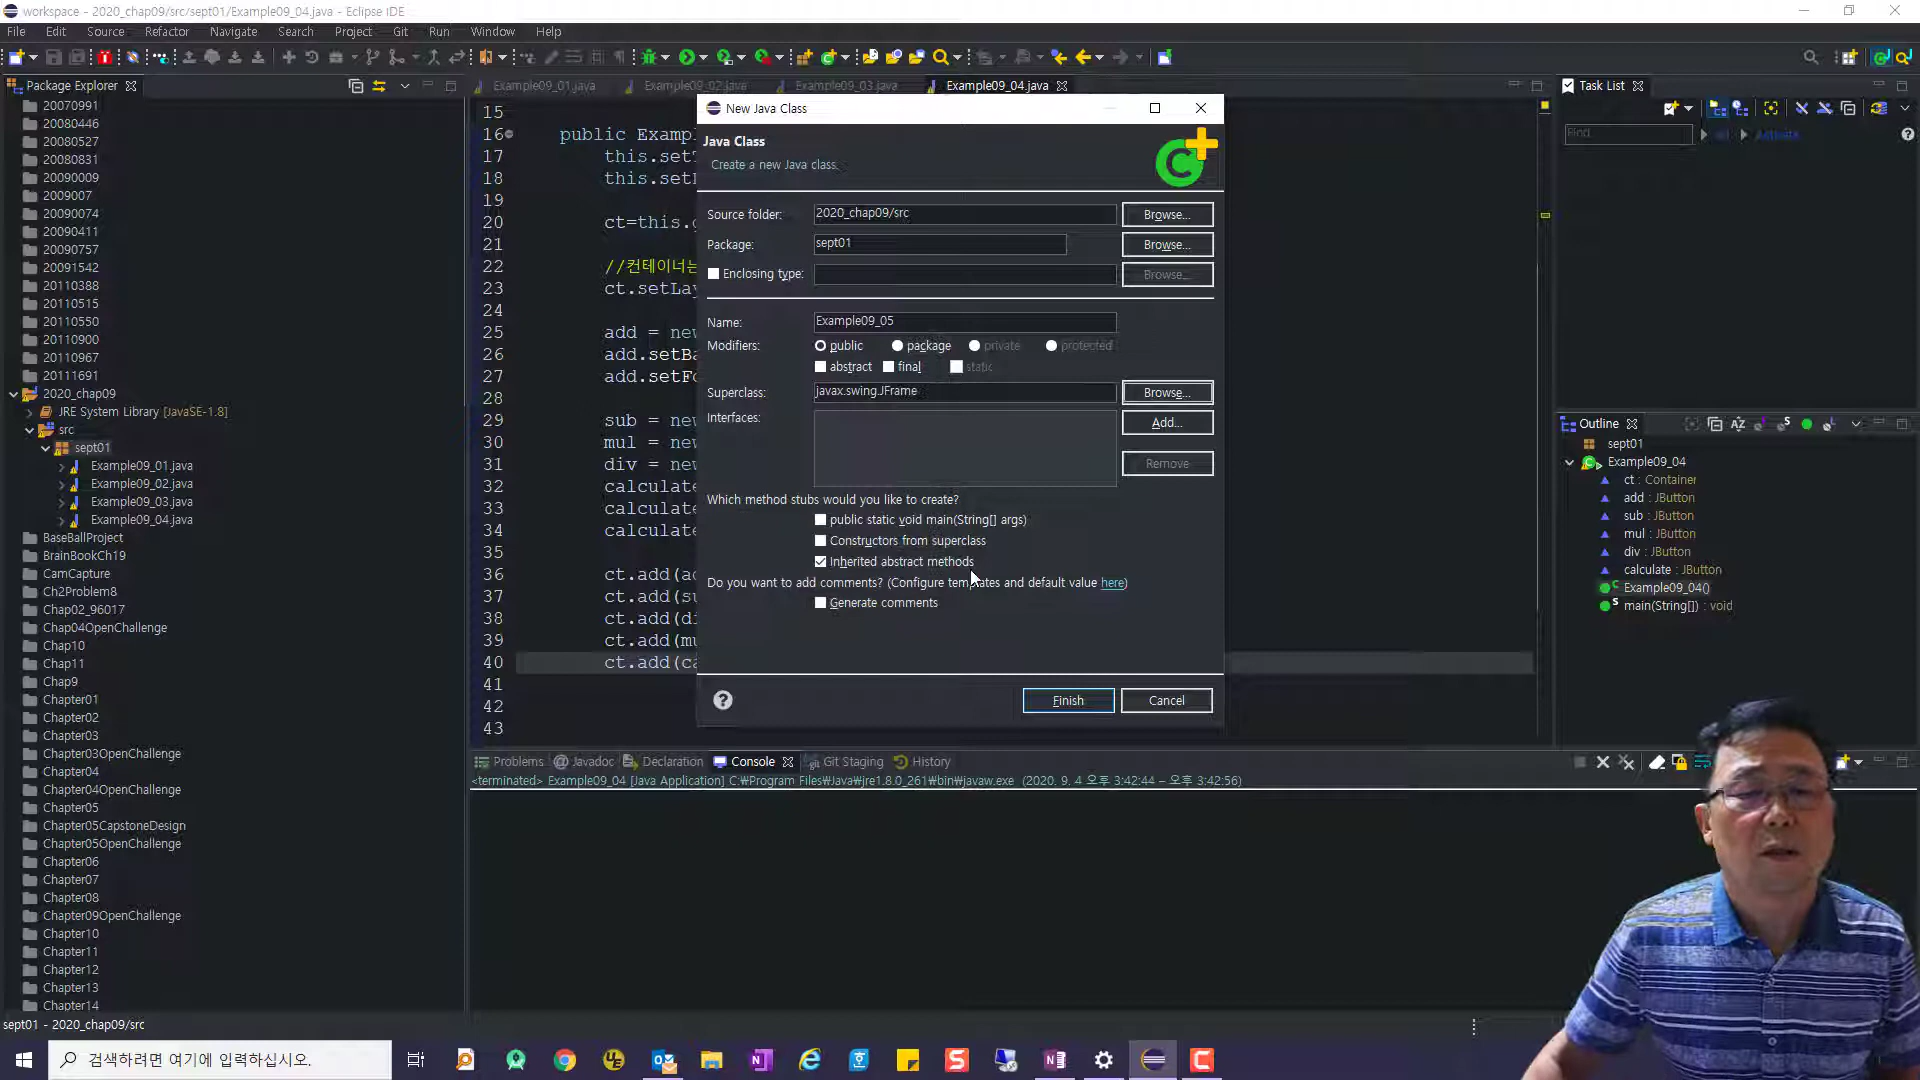 workspace - 2020_chap09/src/sept01/Example09_04.java - Eclipse IDE
File Edit Source Refactor Navigate Search Project Git Run Window Help
Package Explorer
20070991
20080446
20080527
20080831
20090009
2009007
20090074
20090411
20090757
20091542
20110388
20110515
20110550
20110900
20110967
20111691
2020_chap09
JRE System Library [JavaSE-1.8]
src
sept01
Example09_01.java
Example09_02.java
Example09_03.java
Example09_04.java
BaseBallProject
BrainBookCh19
CamCapture
Ch2Problem8
Chap02_96017
Chap04OpenChallenge
Chap10
Chap11
Chap9
Chapter01
Chapter02
Chapter03
Chapter03OpenChallenge
Chapter04
Chapter04OpenChallenge
Chapter05
Chapter05CapstoneDesign
Chapter05OpenChallenge
Chapter06
Chapter07
Chapter08
Chapter09OpenChallenge
Chapter10
Chapter11
Chapter12
Chapter13
Chapter14
Example09_01.java Example09_02.java Example09_03.java Example09_04.java
15
16 public Examp
17 this.set
18 this.set
19
20 ct=this.
21
22 //컨테이너는
23 ct.setLa
24
25 add = ne
26 add.setBa
27 add.setFo
28
29 sub = ne
30 mul = ne
31 div = ne
32 calculat
33 calculat
34 calculat
35
36 ct.add(a
37 ct.add(s
38 ct.add(d
39 ct.add(m
40 ct.add(ca
41
42
43
New Java Class
Java Class
Create a new Java class.
Source folder: 2020_chap09/src Browse...
Package: sept01 Browse...
Enclosing type: Browse...
Name: Example09_05
Modifiers: public package private protected
abstract final static
Superclass: javax.swing.JFrame Browse...
Interfaces: Add...
Remove
Which method stubs would you like to create?
public static void main(String[] args)
Constructors from superclass
Inherited abstract methods
Do you want to add comments? (Configure templates and default value here)
Generate comments
Finish Cancel
Task List
Find All Activate...
Outline
sept01
Example09_04
ct : Container
add : JButton
sub : JButton
mul : JButton
div : JButton
calculate : JButton
Example09_04()
main(String[]) : void
Problems Javadoc Declaration Console Git Staging History
<terminated> Example09_04 [Java Application] C:₩Program Files₩Java₩jre1.8.0_261₩bin₩javaw.exe (2020. 9. 4 오후 3:42:44 – 오후 3:42:56)
sept01 - 2020_chap09/src
검색하려면 여기에 입력하십시오.